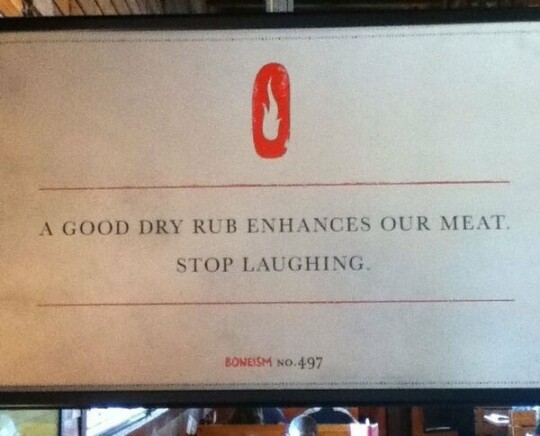 A GOOD DRY RUB ENHANCES OUR MEAT.
STOP LAUGHING.
BONEISM NO.497